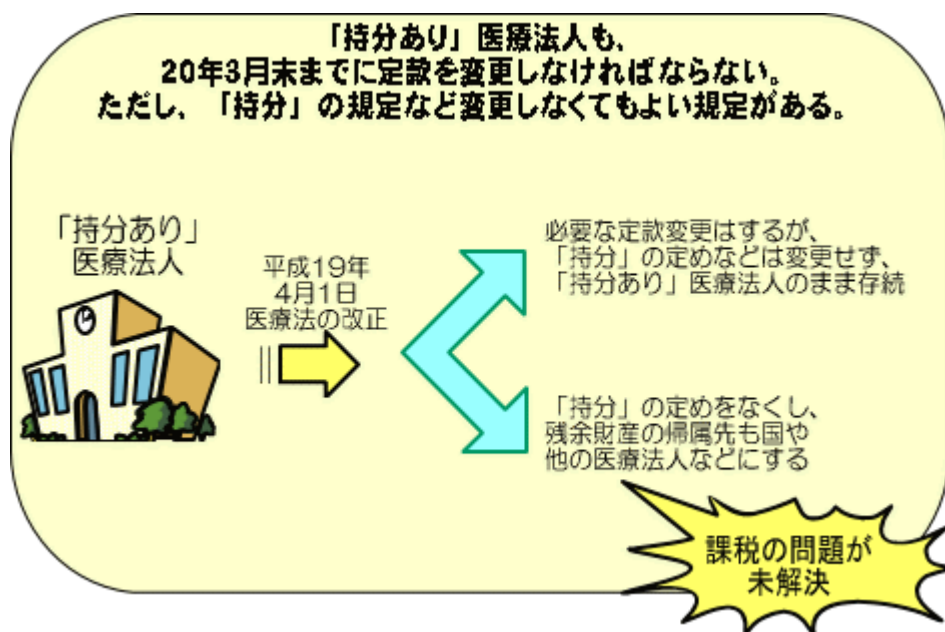 「持分あり」医療法人も、
20年3月末までに定款を変更しなければならない。
ただし、「持分」の規定など変更しなくてもよい規定がある。
「持分あり」
医療法人
平成19年
4月1日
医療法の改正
必要な定款変更はするが、
「持分」の定めなどは変更せず、
「持分あり」医療法人のまま存続
「持分」の定めをなくし、
残余財産の帰属先も国や
他の医療法人などにする
課税の問題が
未解決